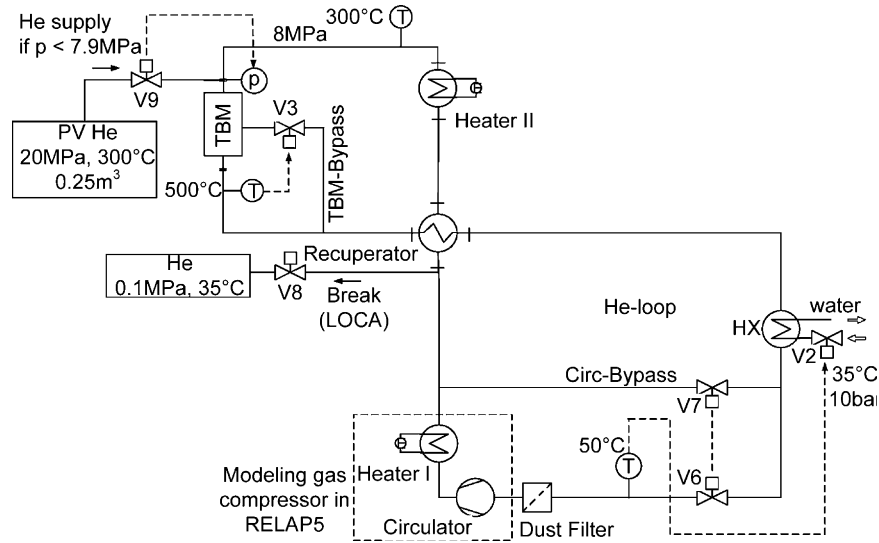 He supply
if p < 7.9MPa
300°C
T
8MPa
V9
p
Heater II
PV He
20MPa, 300°C
0.25m³
TBM
V3
TBM-Bypass
500°C
T
Recuperator
He
0.1MPa, 35°C
V8
Break
(LOCA)
He-loop
water
HX
V2
35°C
10bar
Circ-Bypass
V7
50°C
T
V6
Heater I
Modeling gas
compressor in
RELAP5
Circulator
Dust Filter